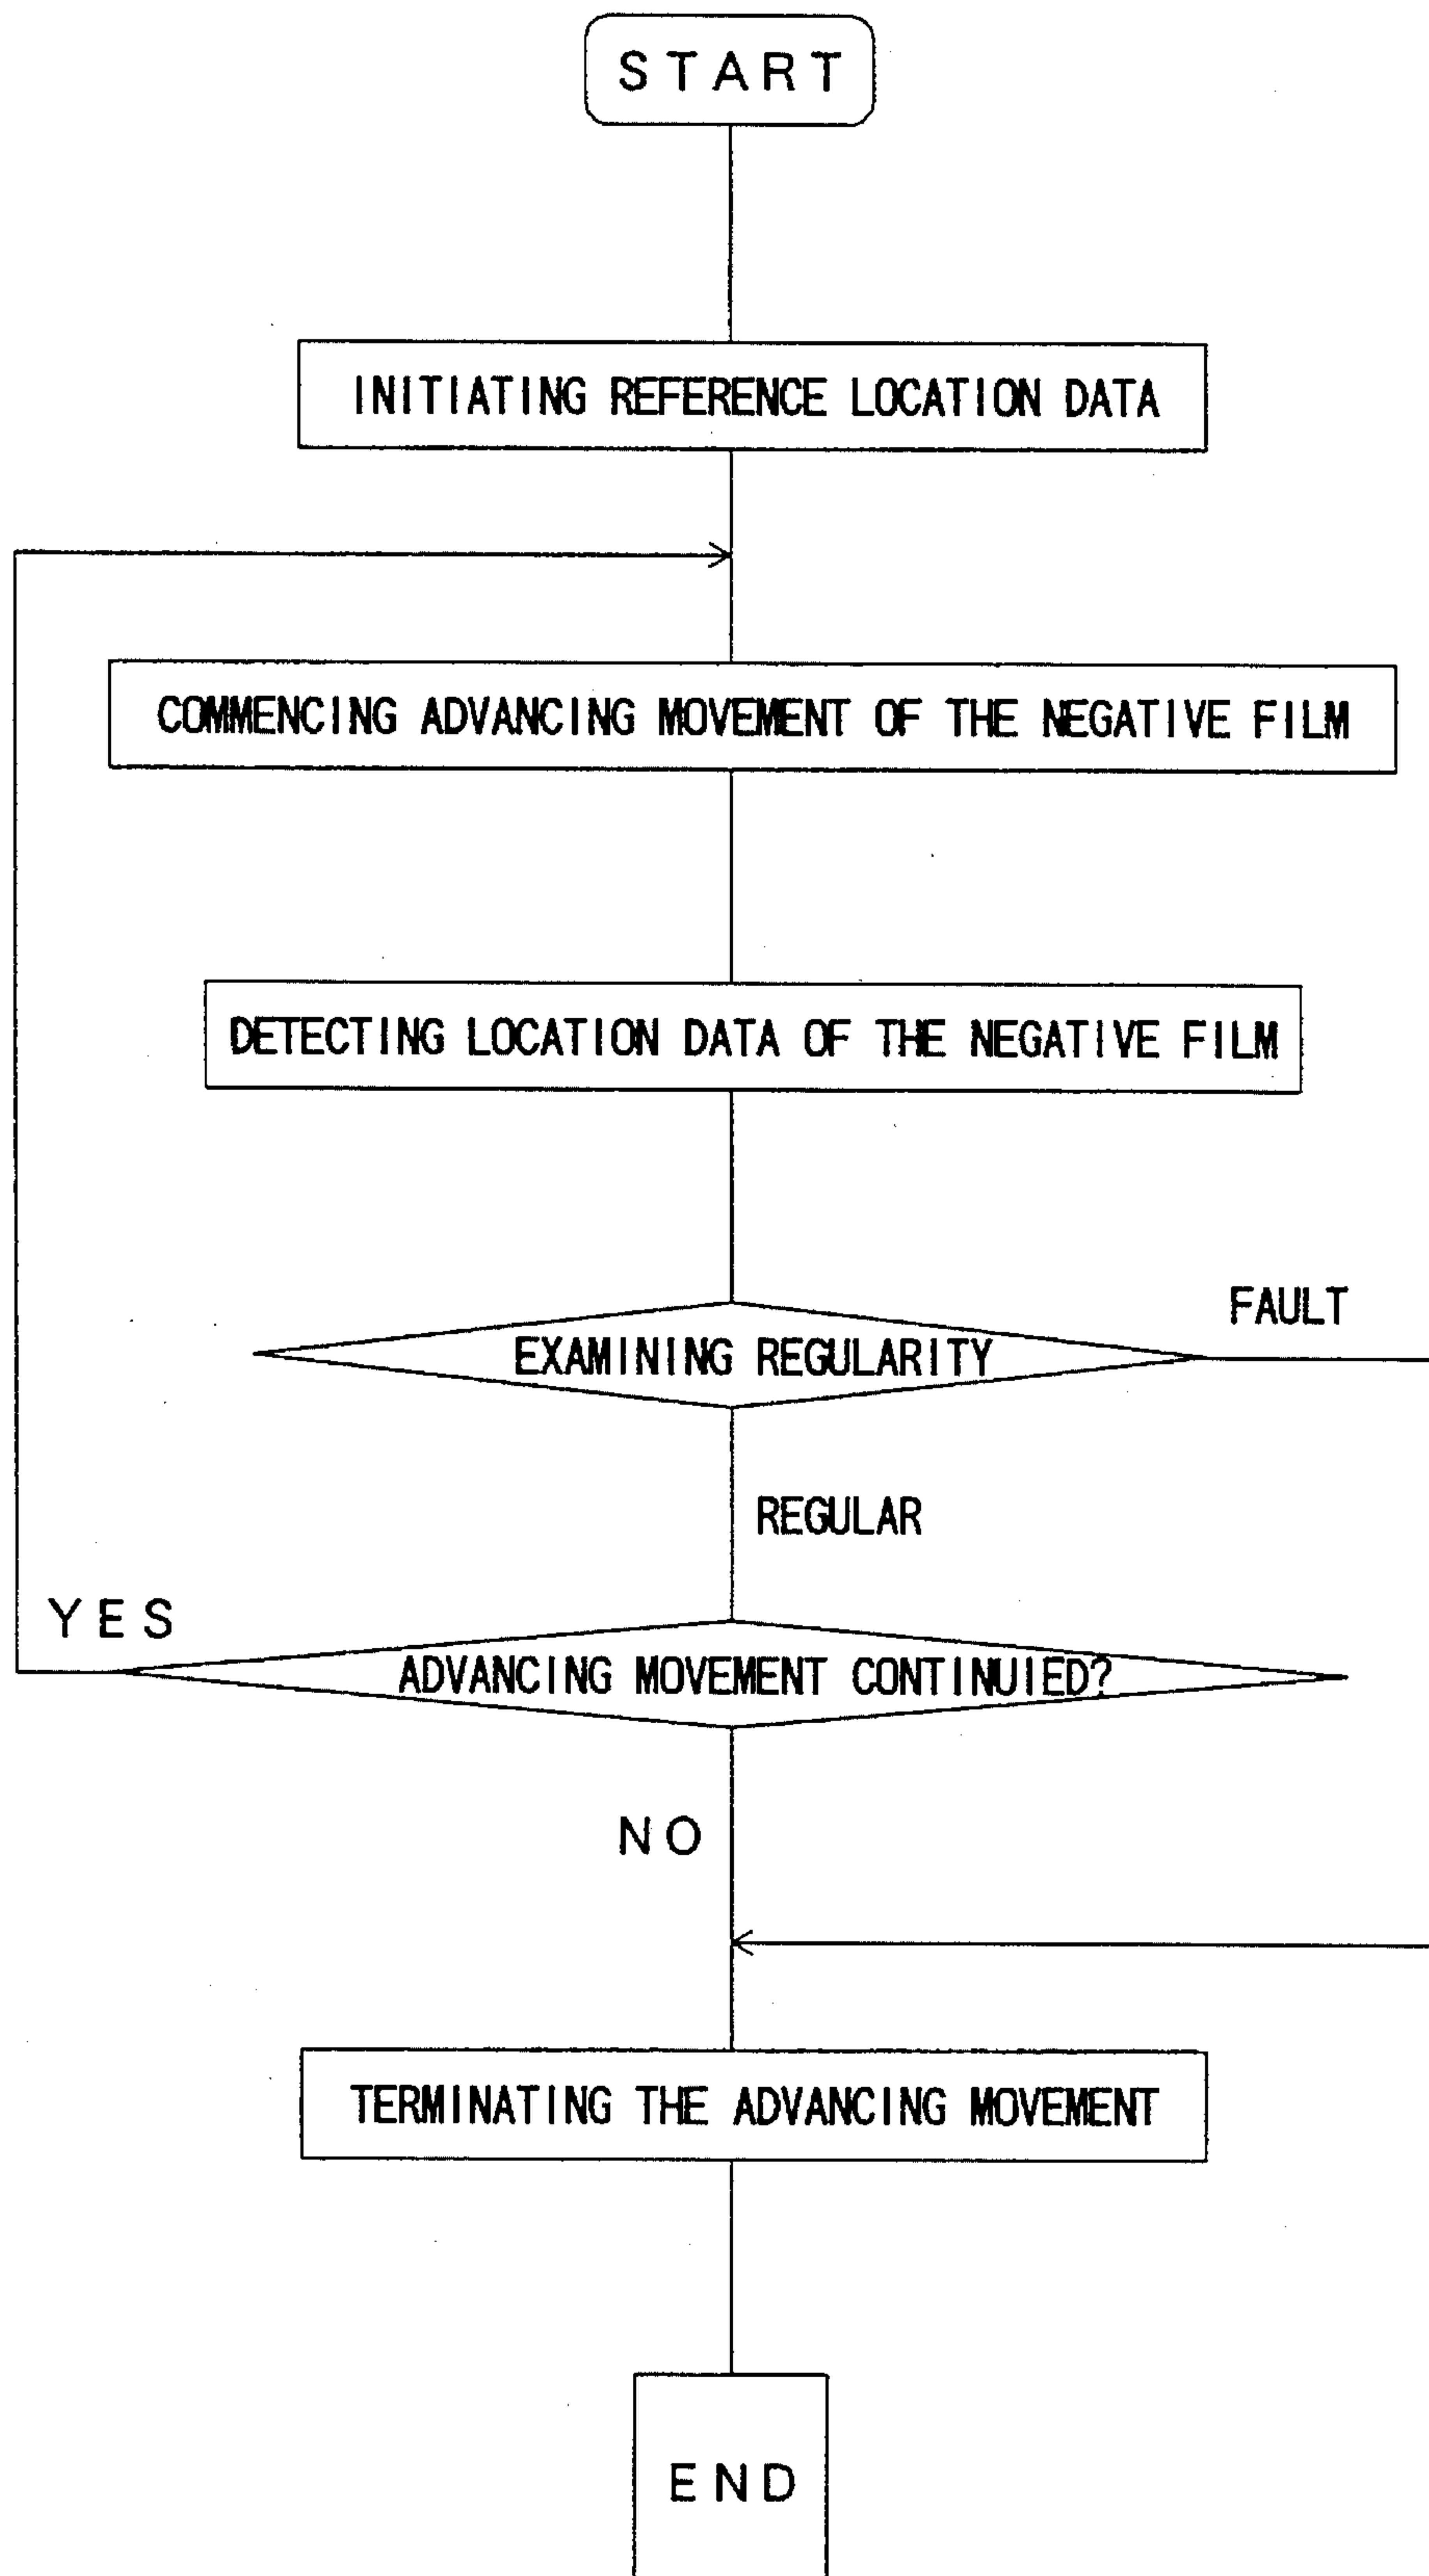 START
INITIATING REFERENCE LOCATION DATA
COMMENCING ADVANCING MOVEMENT OF THE NEGATIVE FILM
DETECTING LOCATION DATA OF THE NEGATIVE FILM
FAULT
EXAMINING REGULARITY
REGULAR
YES
ADVANCING MOVEMENT CONTINUIED?
NO
TERMINATING THE ADVANCING MOVEMENT
END